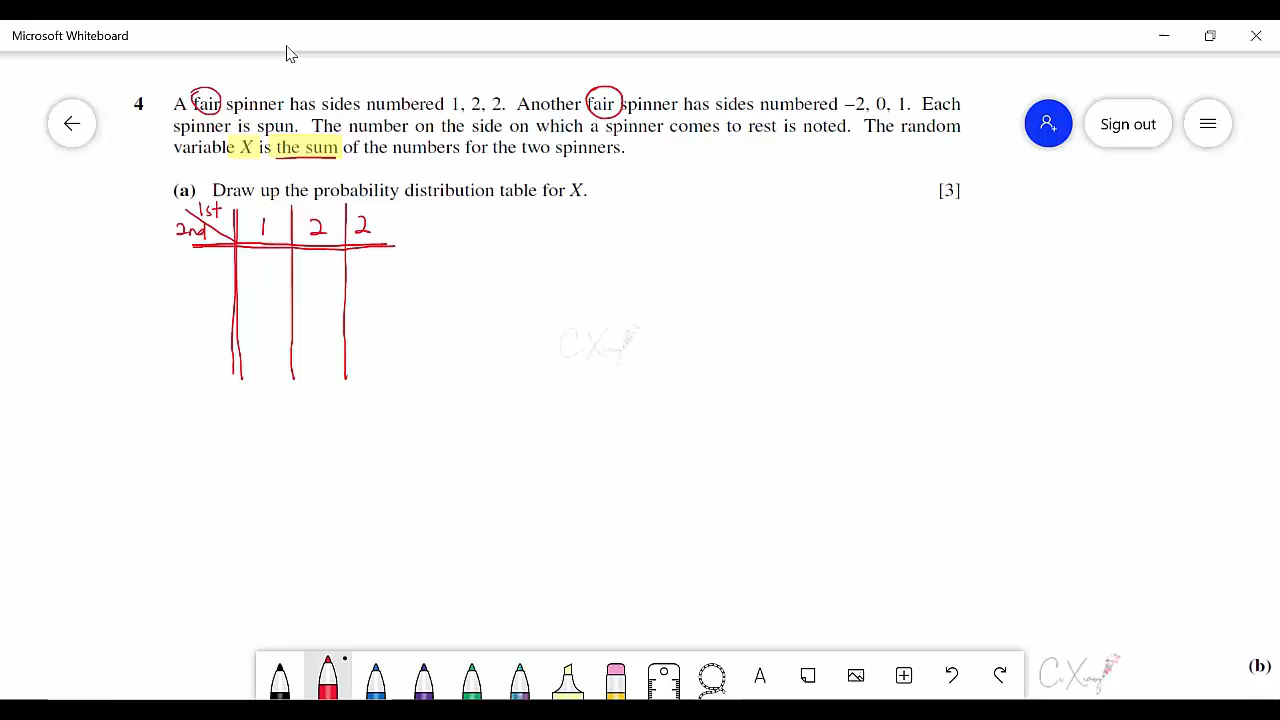 Microsoft Whiteboard
4 A fair spinner has sides numbered 1, 2, 2. Another fair spinner has sides numbered −2, 0, 1. Each
spinner is spun. The number on the side on which a spinner comes to rest is noted. The random
variable X is the sum of the numbers for the two spinners.
Sign out
(a) Draw up the probability distribution table for X. [3]
1st
2nd 1 2 2
C.Xiang
A
C.Xiang
(b)